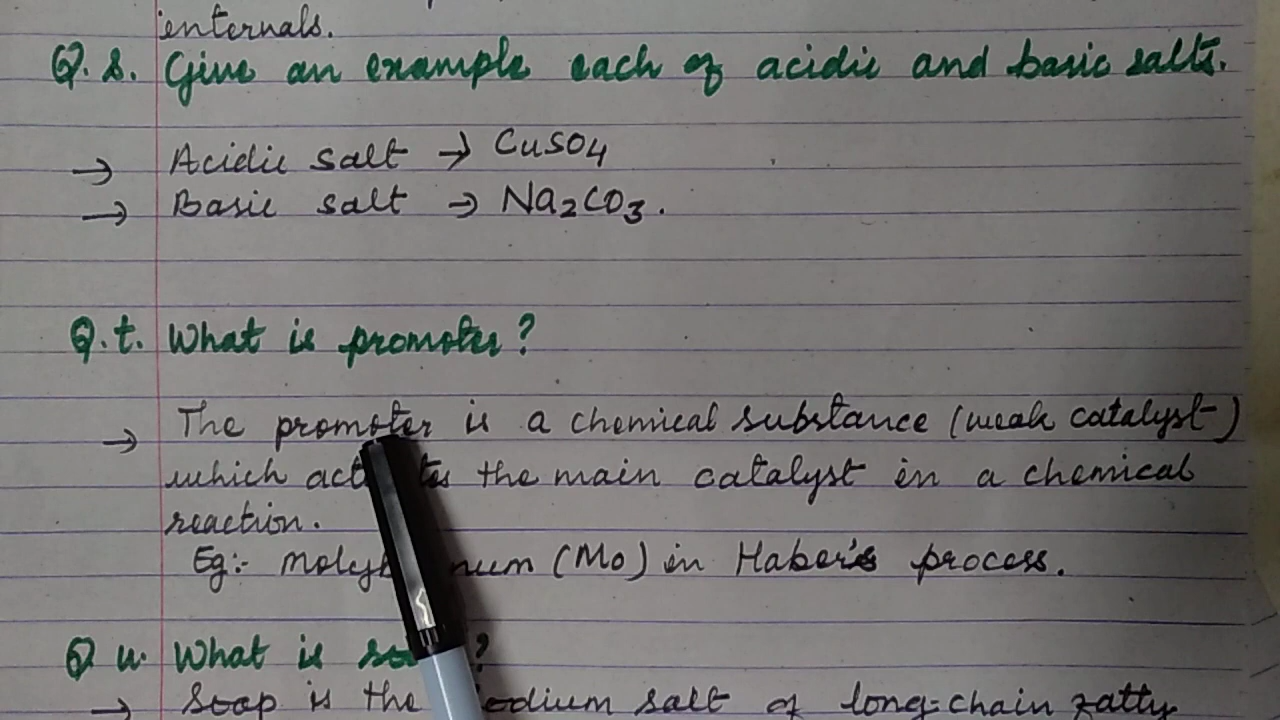 internals.
Q.s. Give an example each of acidic and basic salts.
→ Acidic salt → CuSO4
→ Basic salt → Na2CO3.
Q.t. What is promoter?
→ The promoter is a chemical substance (weak catalyst)
which the main catalyst in a chemical
reaction.
Eg:- (Mo) in Haber's process.
Q u. What is ?
→ Soap is the sodium salt of long-chain fatty